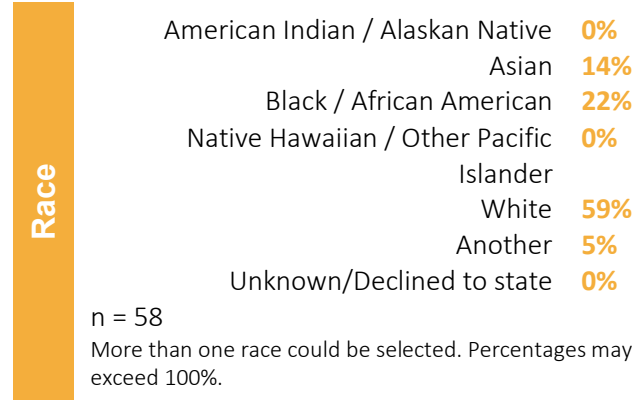 Race
American Indian / Alaskan Native 0%
Asian 14%
Black / African American 22%
Native Hawaiian / Other Pacific 0%
Islander
White 59%
Another 5%
Unknown/Declined to state 0%
n = 58
More than one race could be selected. Percentages may
exceed 100%.